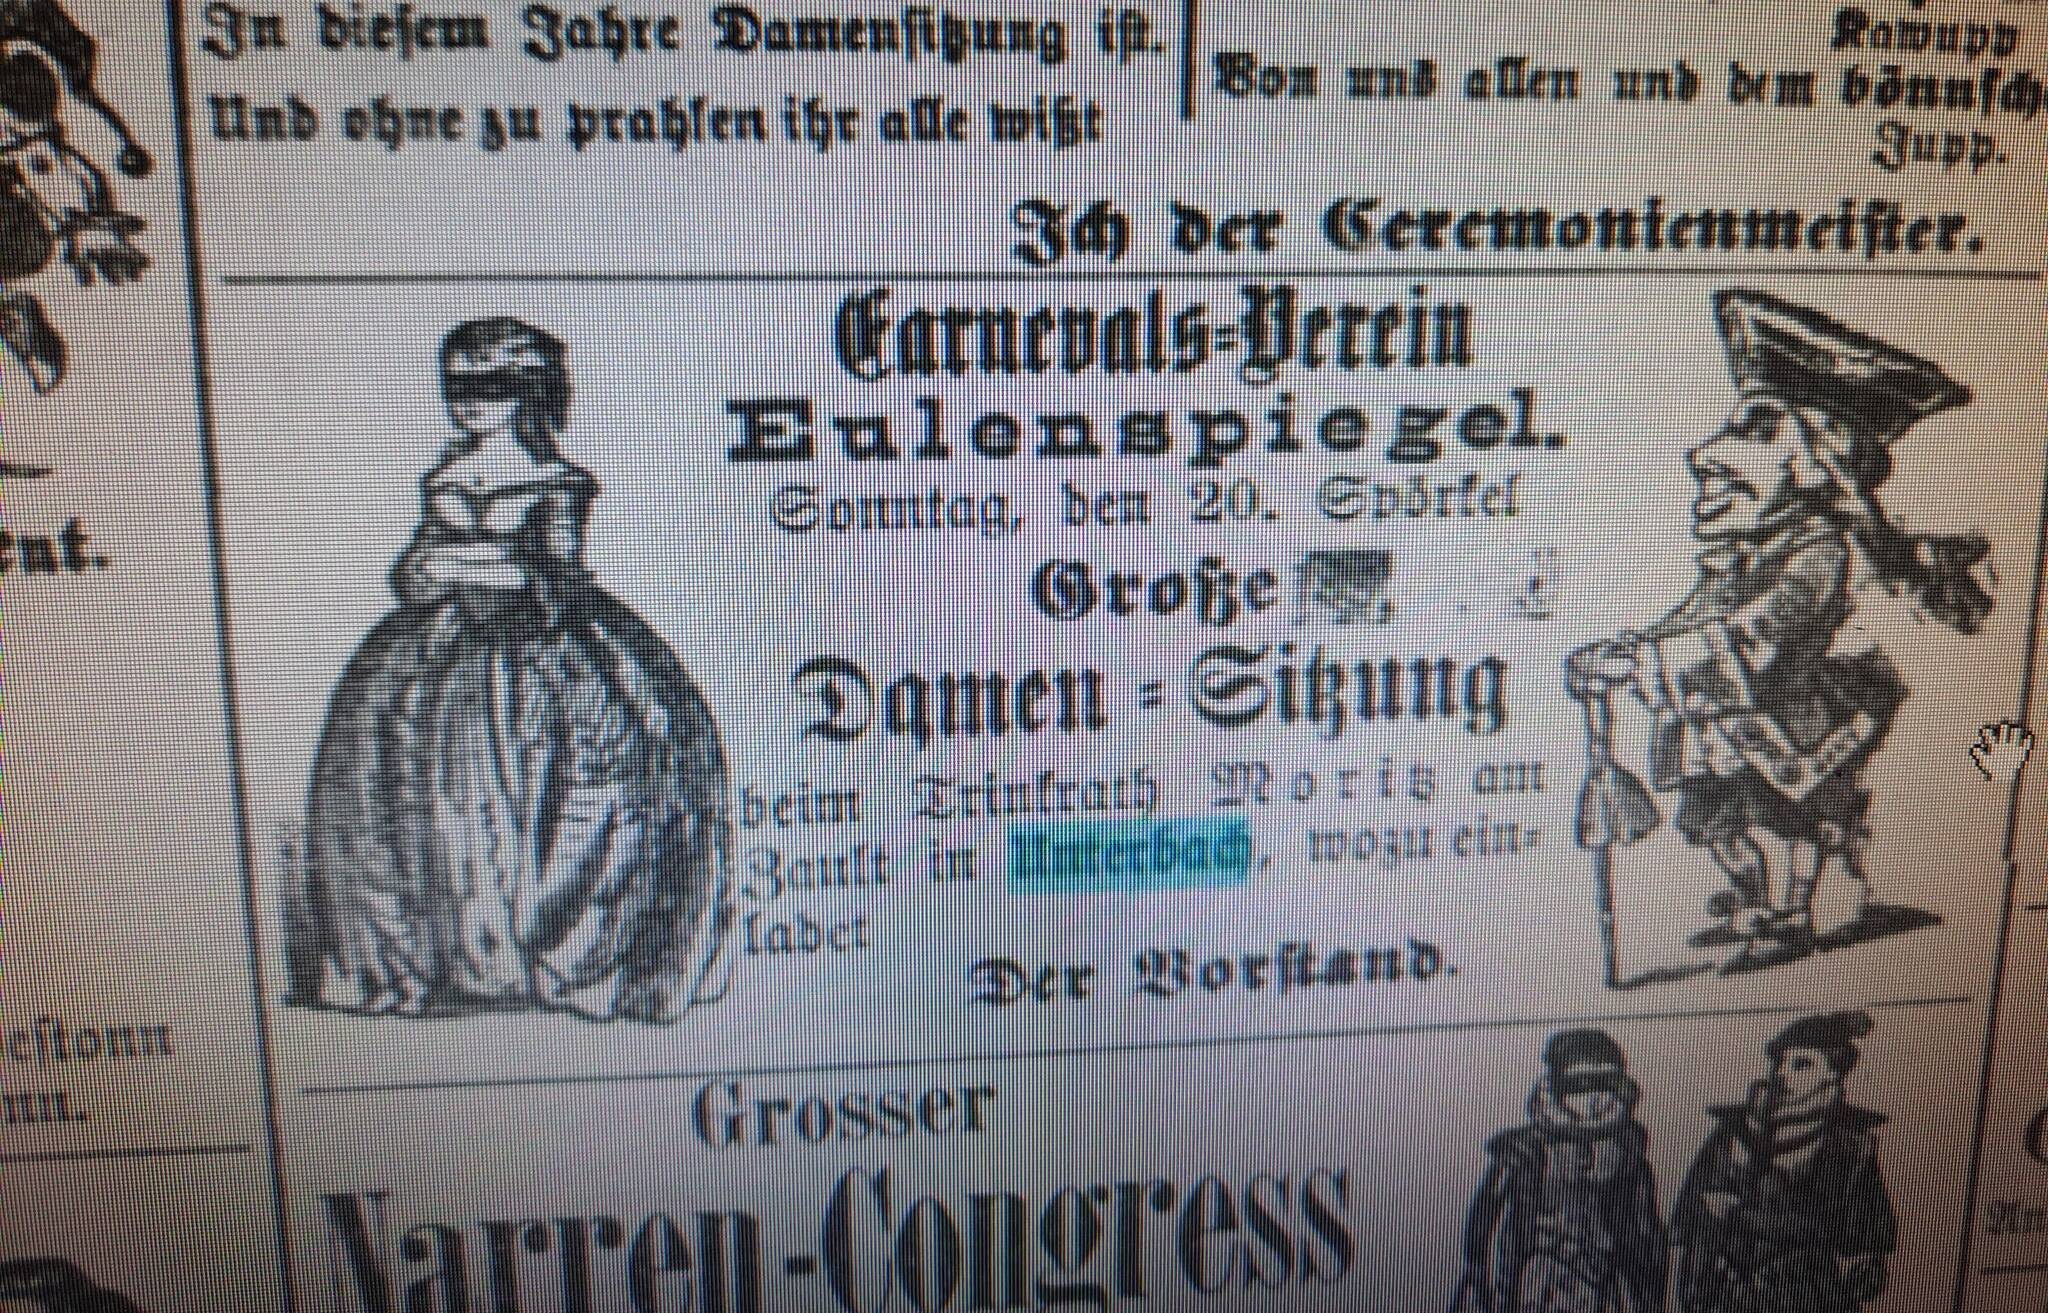 In diesem Jahre Damensitzung ist.
Und ohne zu prahlen ihr alle wißt
Kawupp
Von uns allen und dem bönnsch
Jupp.
Ich der Ceremonienmeister.
Carnevals-Verein
Eulenspiegel.
Sonntag, den 20. Spörkel
Große
Damen-Sitzung
beim Trinkrath Moris am
Zault in Unterbach, wozu ein-
ladet
Der Vorstand.
Grosser
Narren-Congress